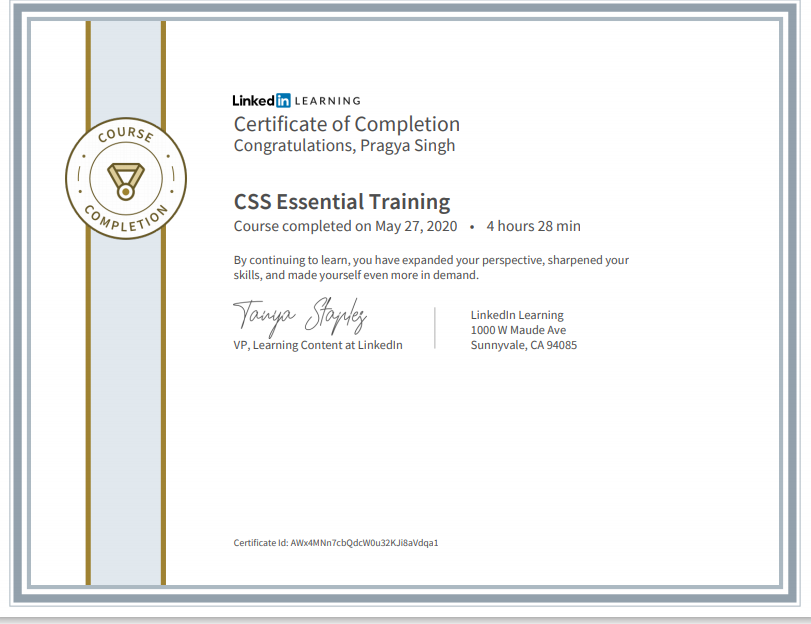 LinkedIn LEARNING
Certificate of Completion
Congratulations, Pragya Singh
COURSE
COMPLETION
CSS Essential Training
Course completed on May 27, 2020 • 4 hours 28 min
By continuing to learn, you have expanded your perspective, sharpened your
skills, and made yourself even more in demand.
Tanya Staples
VP, Learning Content at LinkedIn
LinkedIn Learning
1000 W Maude Ave
Sunnyvale, CA 94085
Certificate Id: AWx4MNn7cbQdcW0u32KJi8aVdqa1